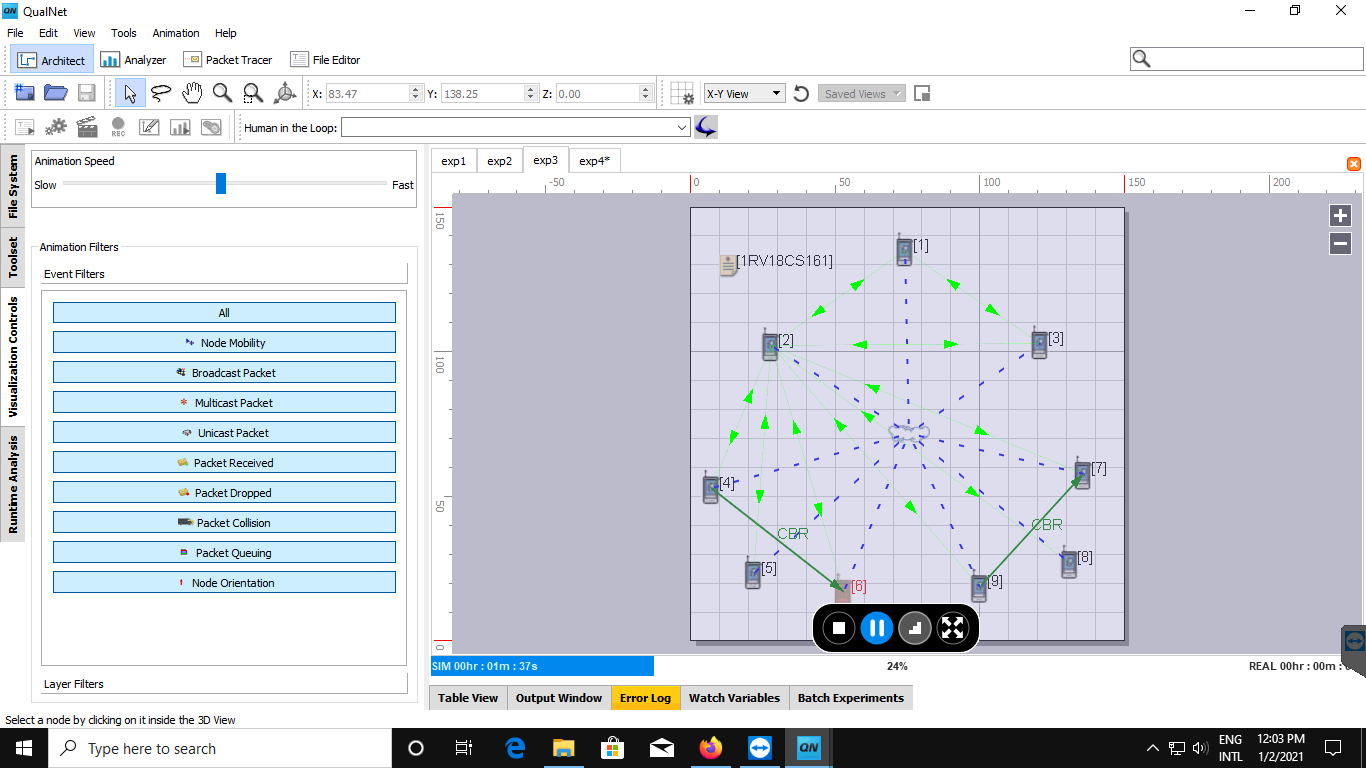 QualNet
File Edit View Tools Animation Help
Architect Analyzer Packet Tracer File Editor
X: 83.47 Y: 138.25 Z: 0.00 X-Y View Saved Views
REC Human in the Loop:
File System
Toolset
Visualization Controls
Runtime Analysis
Animation Speed
Slow Fast
Animation Filters
Event Filters
All
Node Mobility
Broadcast Packet
Multicast Packet
Unicast Packet
Packet Received
Packet Dropped
Packet Collision
Packet Queuing
Node Orientation
Layer Filters
exp1 exp2 exp3 exp4*
-50 0 50 100 150 200
150
100
50
0
[1]
[1RV18CS161]
[2]
[3]
[4]
[7]
CBR
CBR
[5]
[8]
[6]
[9]
SIM 00hr : 01m : 37s 24% REAL 00hr : 00m :
Table View Output Window Error Log Watch Variables Batch Experiments
Select a node by clicking on it inside the 3D View
Type here to search
QN
ENG
INTL
12:03 PM
1/2/2021